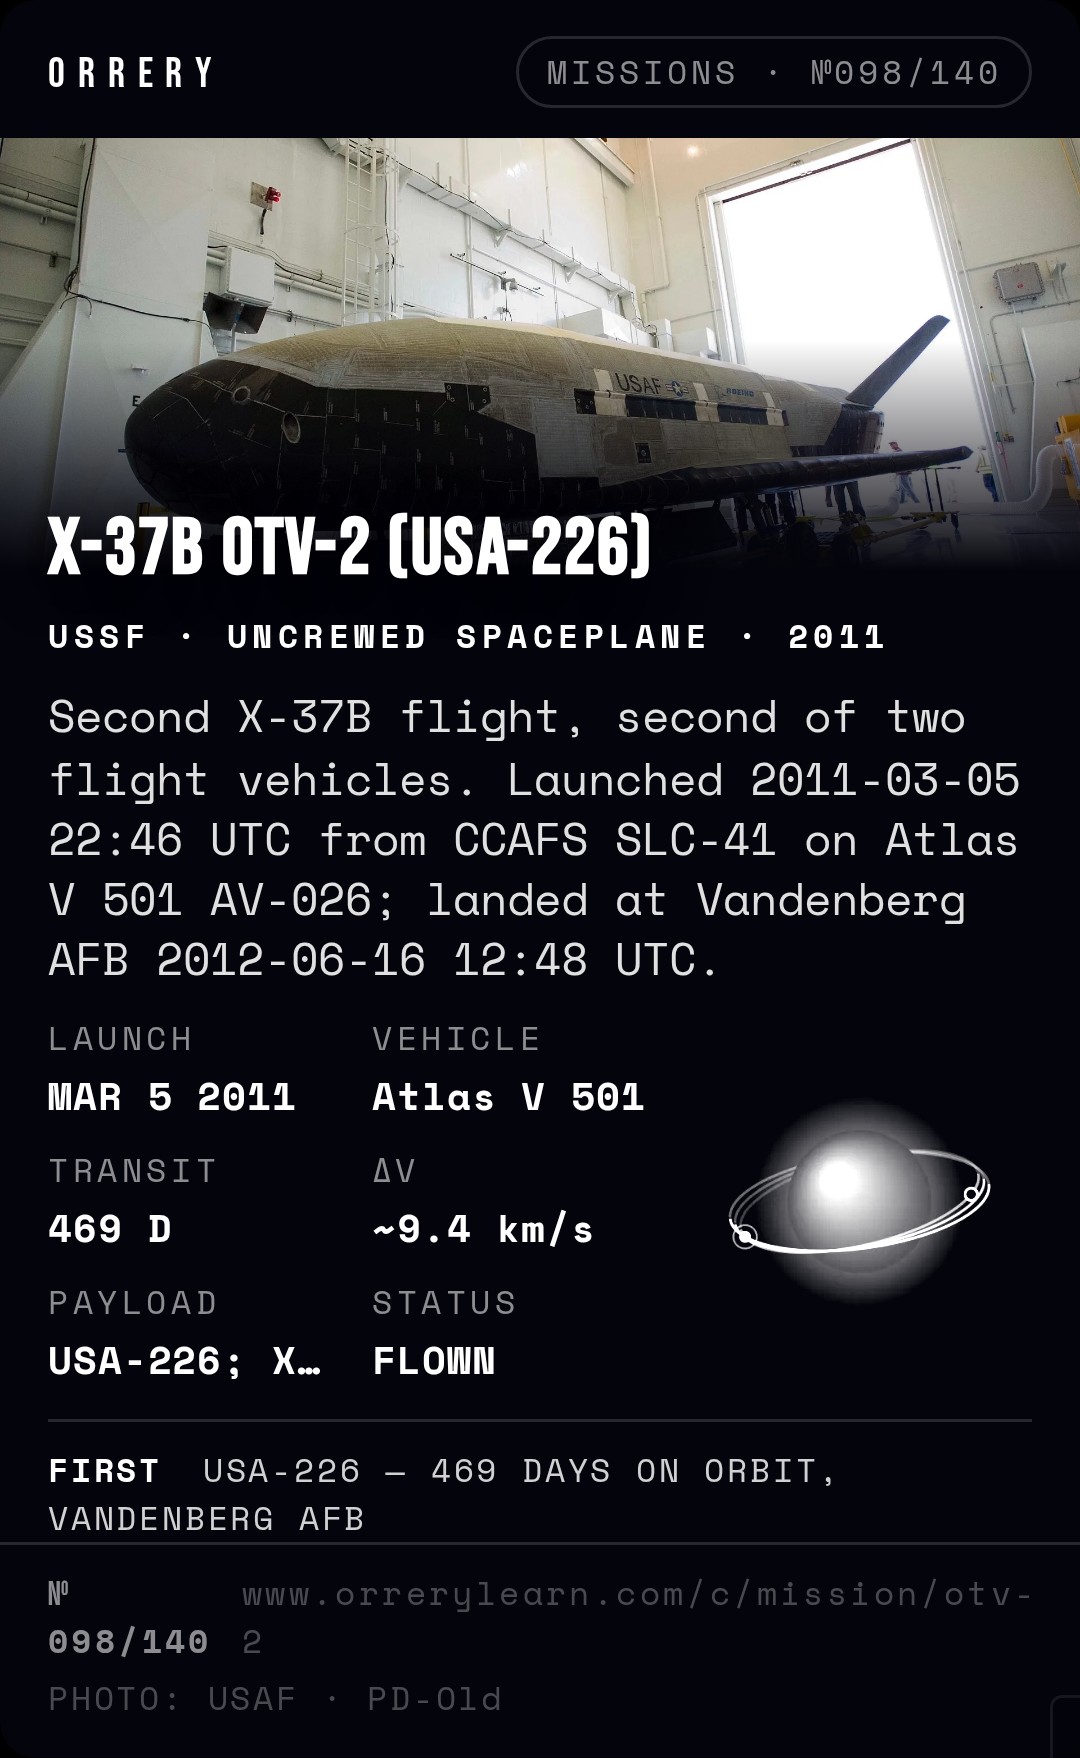 ORRERY
MISSIONS · №098/140
E
USAF
BOEING
X-37B OTV-2 (USA-226)
USSF · UNCREWED SPACEPLANE · 2011
Second X-37B flight, second of two
flight vehicles. Launched 2011-03-05
22:46 UTC from CCAFS SLC-41 on Atlas
V 501 AV-026; landed at Vandenberg
AFB 2012-06-16 12:48 UTC.
LAUNCH VEHICLE
MAR 5 2011 Atlas V 501
TRANSIT ΔV
469 D ~9.4 km/s
PAYLOAD STATUS
USA-226; X… FLOWN
FIRST USA-226 — 469 DAYS ON ORBIT,
VANDENBERG AFB
№ www.orrerylearn.com/c/mission/otv-
098/140 2
PHOTO: USAF · PD-Old